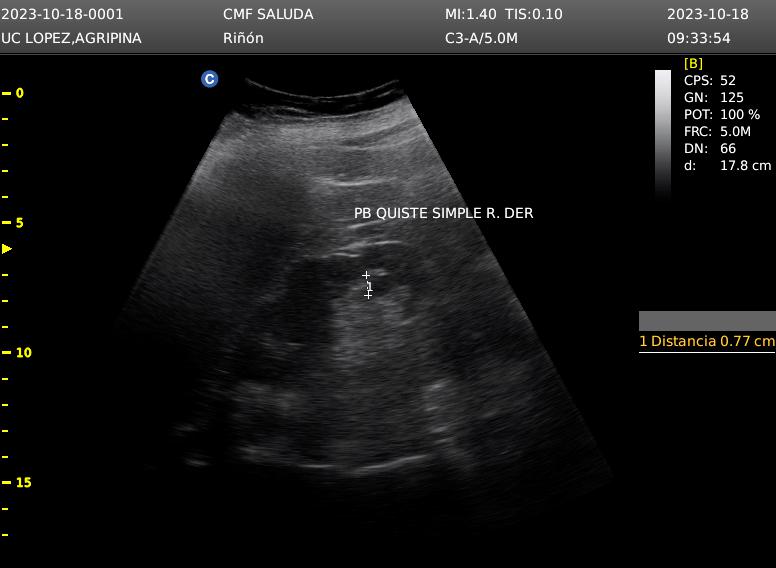 2023-10-18-0001 CMF SALUDA MI:1.40 TIS:0.10 2023-10-18
UC LOPEZ,AGRIPINA Riñón C3-A/5.0M 09:33:54
[B]
C
CPS: 52
0
GN: 125
POT: 100 %
FRC: 5.0M
DN: 66
d: 17.8 cm
PB QUISTE SIMPLE R. DER
5
1
1 Distancia 0.77 cm
10
15